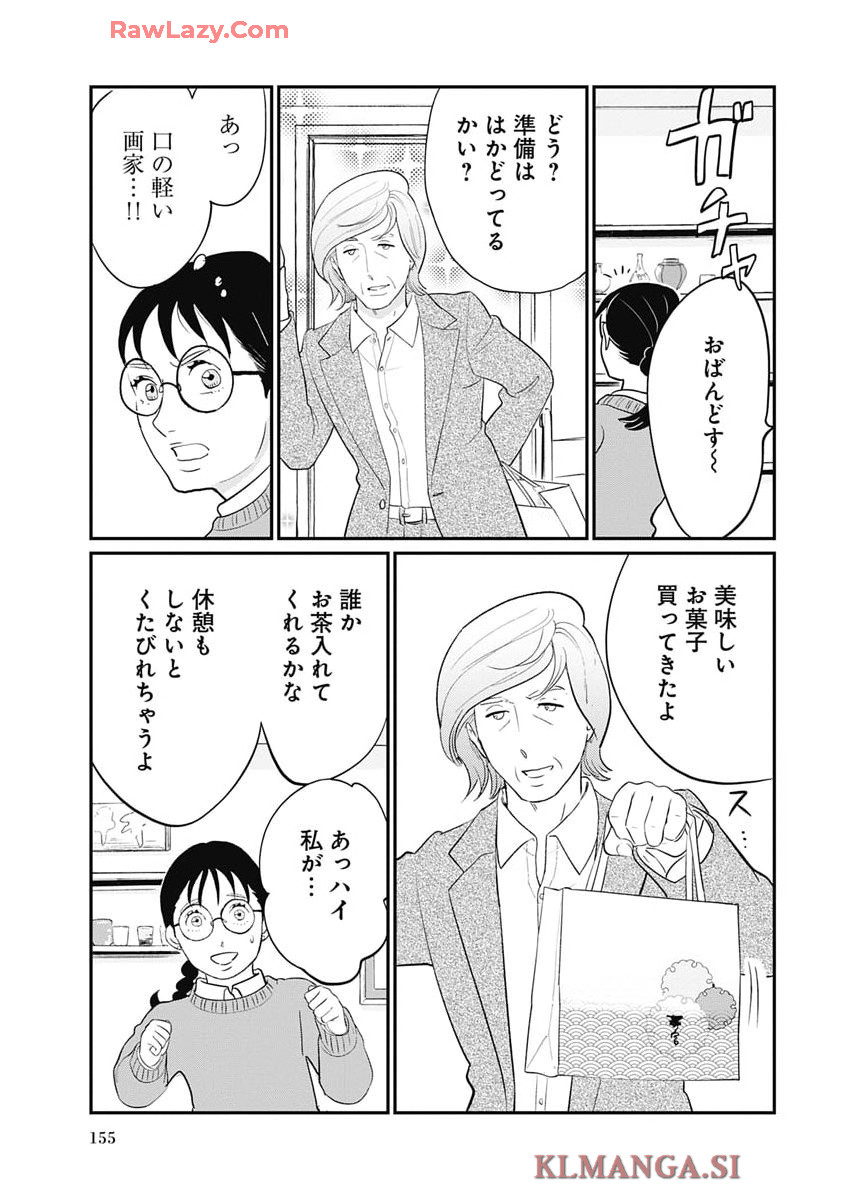 RawLazy.Com
ガチャ
おばんどす～
どう？
準備は
はかどってる
かい？
あっ
口の軽い
画家…!!
美味しい
お菓子
買ってきたよ
ス…
誰か
お茶入れて
くれるかな
休憩も
しないと
くたびれちゃうよ
あっハイ
私が…
155
KLMANGA.SI